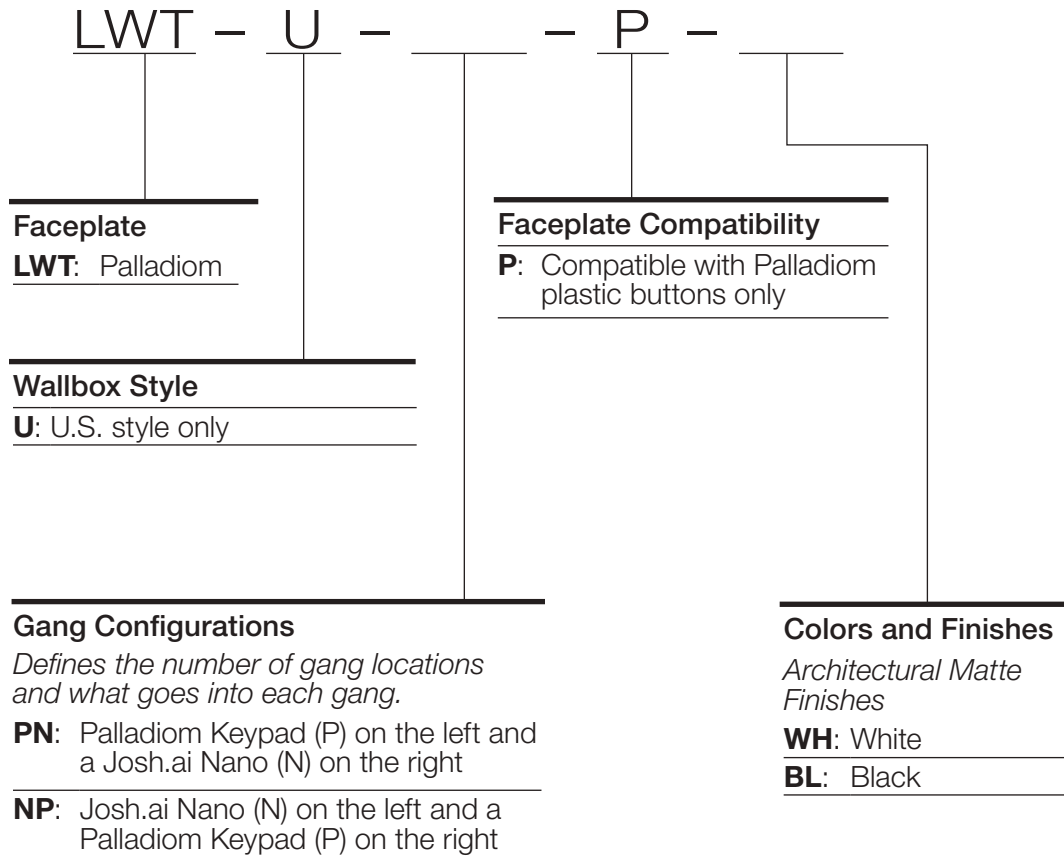 LWT – U – – P –
Faceplate
LWT: Palladiom
Faceplate Compatibility
P: Compatible with Palladiom
plastic buttons only
Wallbox Style
U: U.S. style only
Gang Configurations
Defines the number of gang locations
and what goes into each gang.
PN: Palladiom Keypad (P) on the left and
a Josh.ai Nano (N) on the right
NP: Josh.ai Nano (N) on the left and a
Palladiom Keypad (P) on the right
Colors and Finishes
Architectural Matte
Finishes
WH: White
BL: Black